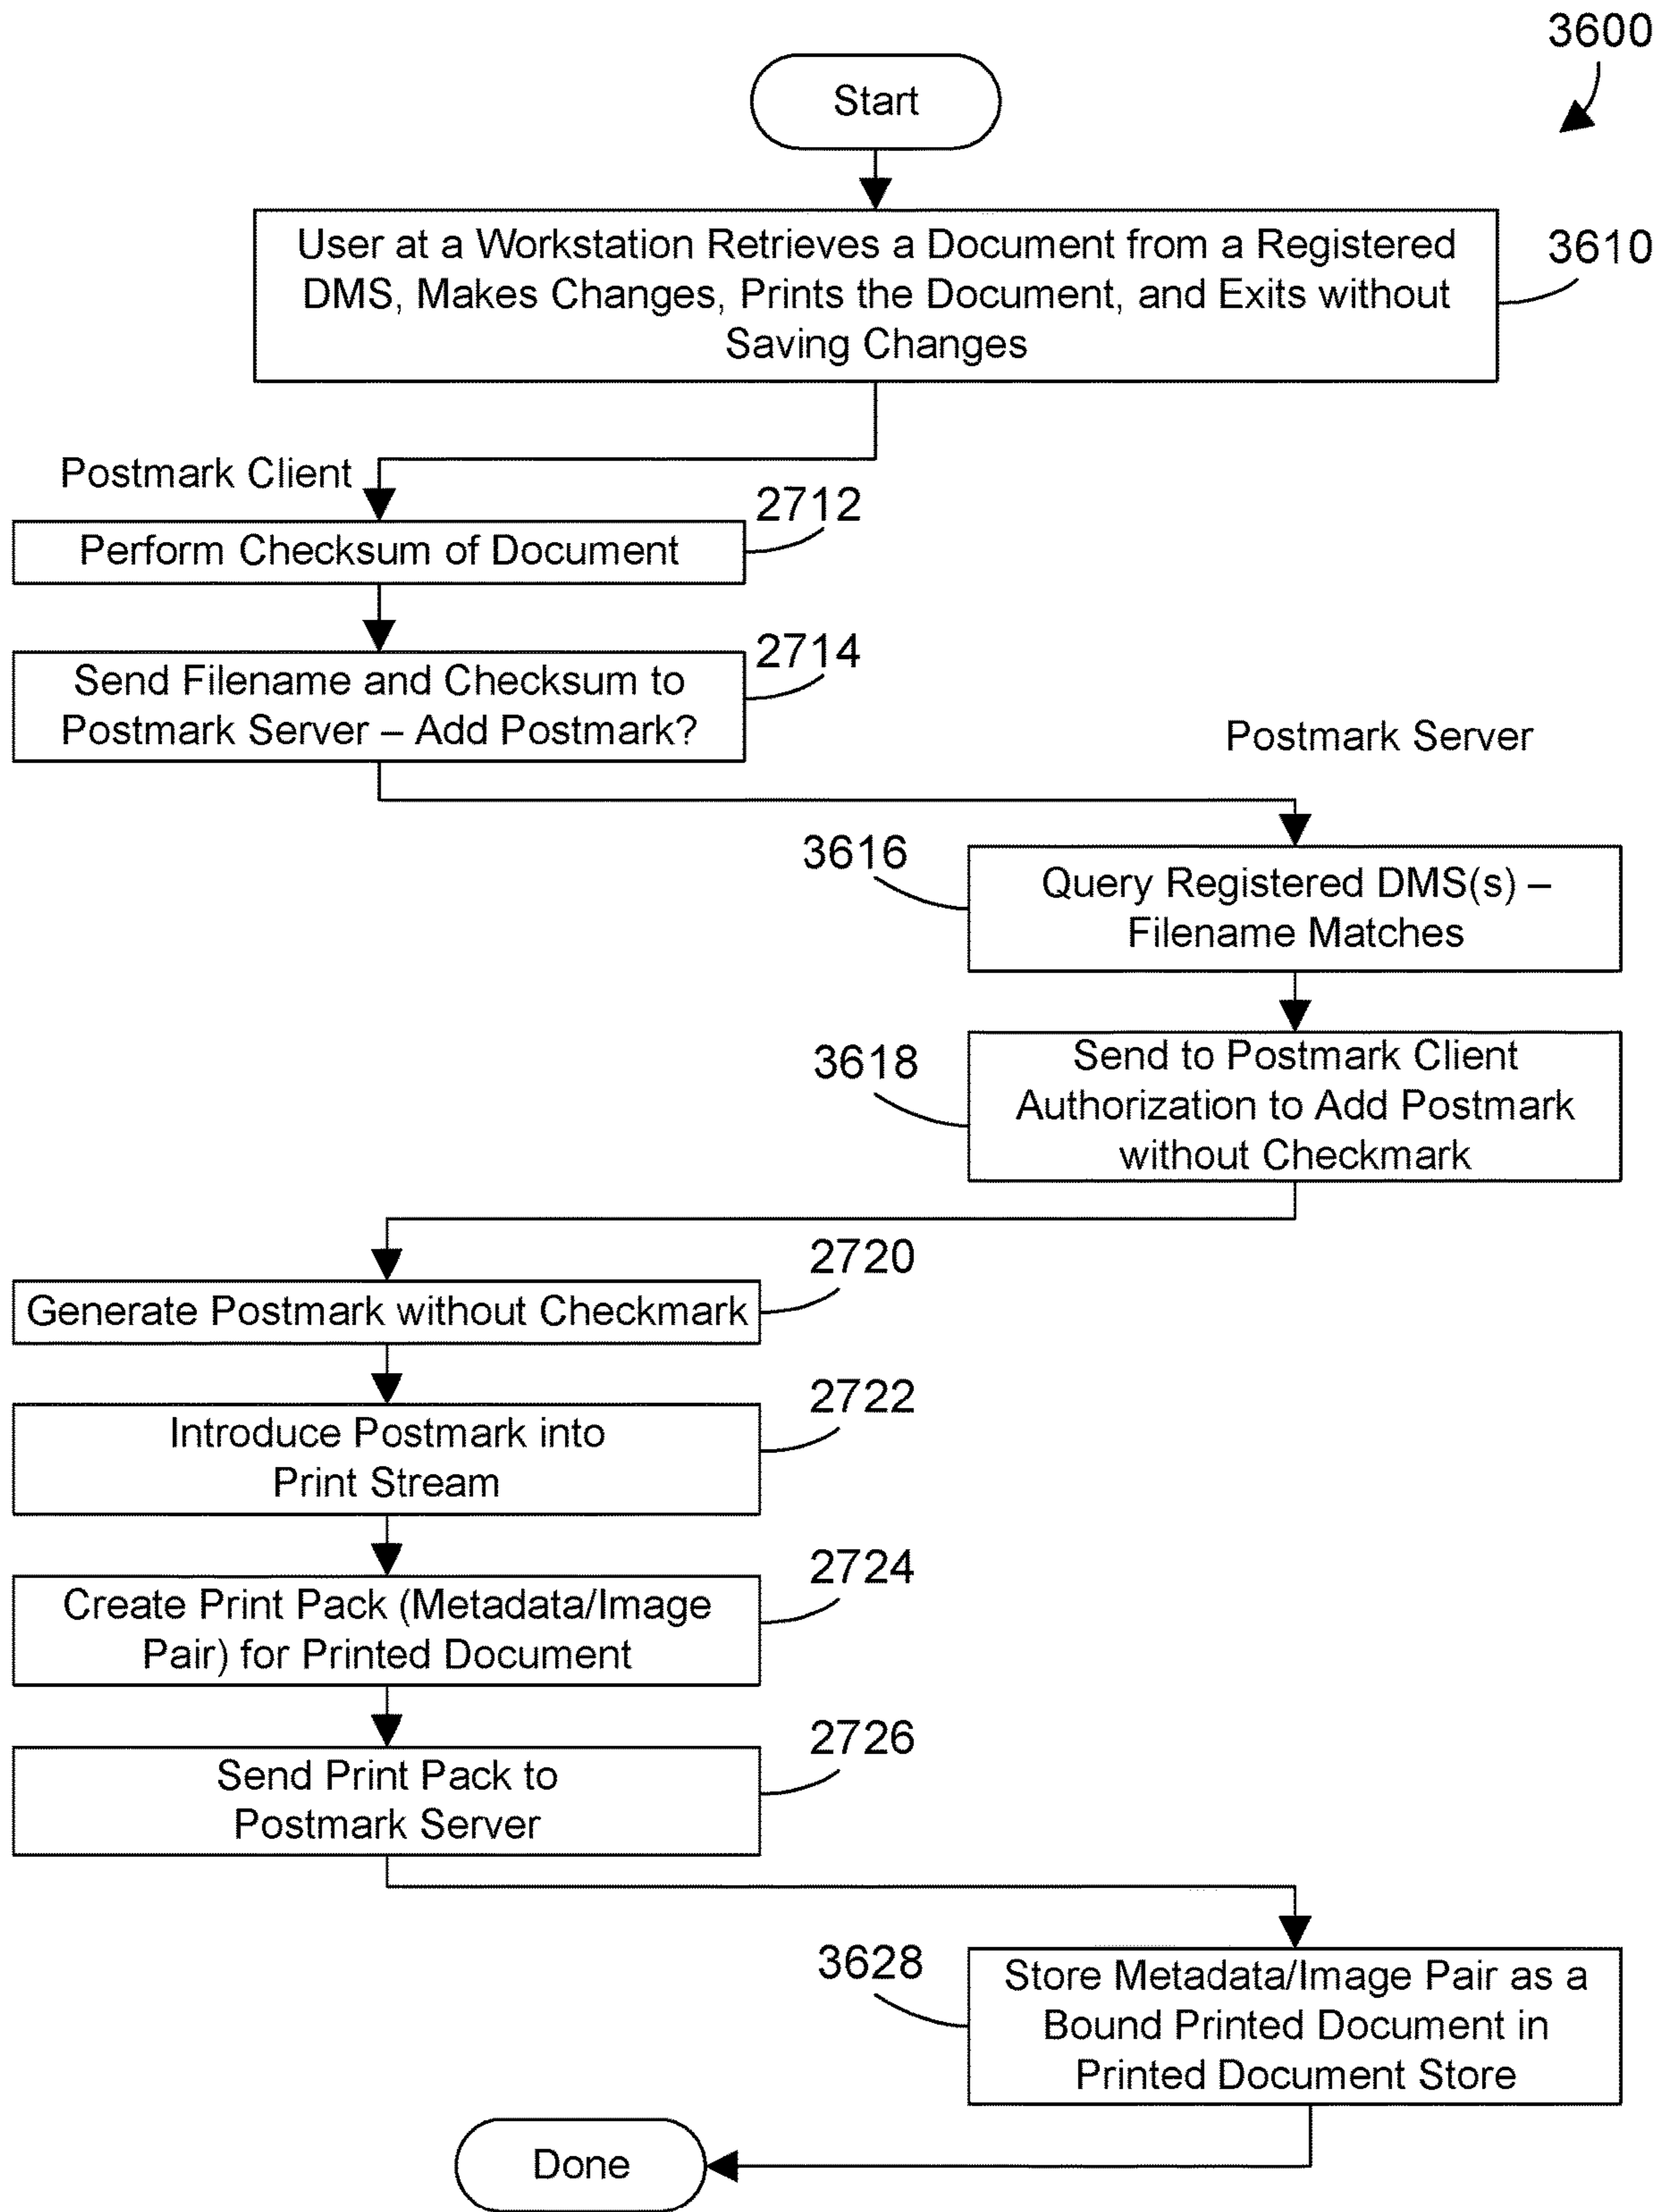 3600
Start
User at a Workstation Retrieves a Document from a Registered
DMS, Makes Changes, Prints the Document, and Exits without
Saving Changes
3610
Postmark Client
2712
Perform Checksum of Document
2714
Send Filename and Checksum to
Postmark Server – Add Postmark?
Postmark Server
3616
Query Registered DMS(s) –
Filename Matches
3618
Send to Postmark Client
Authorization to Add Postmark
without Checkmark
2720
Generate Postmark without Checkmark
2722
Introduce Postmark into
Print Stream
2724
Create Print Pack (Metadata/Image
Pair) for Printed Document
2726
Send Print Pack to
Postmark Server
3628
Store Metadata/Image Pair as a
Bound Printed Document in
Printed Document Store
Done